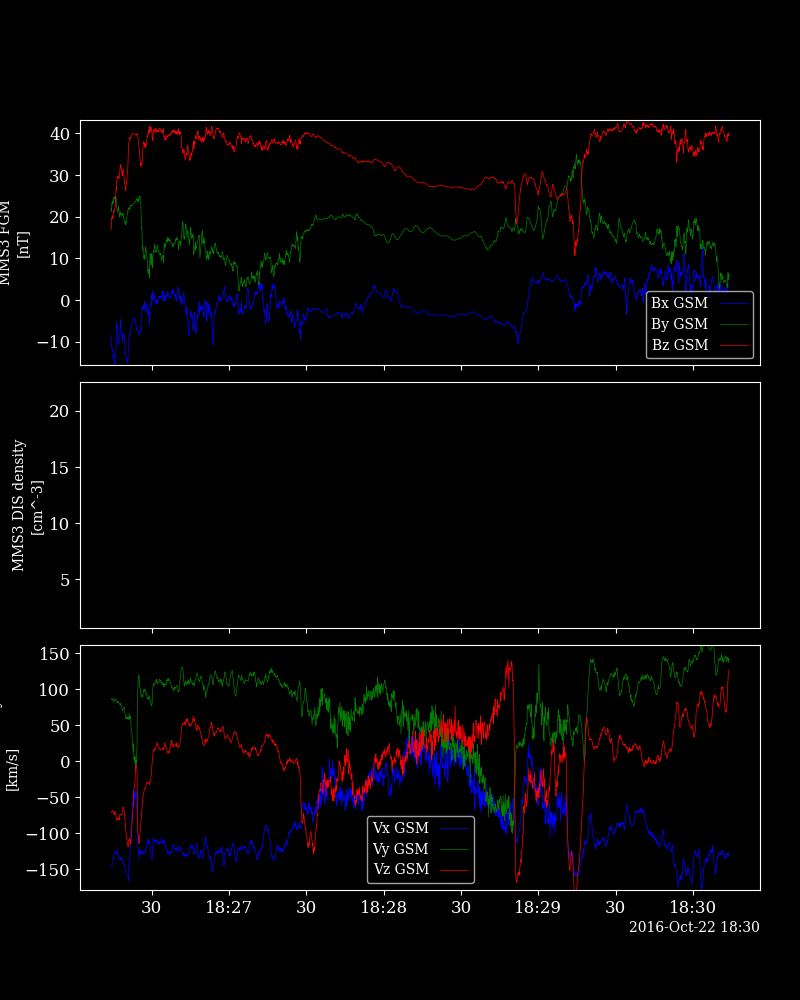 40
30
20
10
0
−10
MMS3 FGM
[nT]
Bx GSM
By GSM
Bz GSM
20
15
10
5
MMS3 DIS density
[cm^-3]
150
100
50
0
−50
−100
−150
[km/s]
Vx GSM
Vy GSM
Vz GSM
30 18:27 30 18:28 30 18:29 30 18:30
2016-Oct-22 18:30